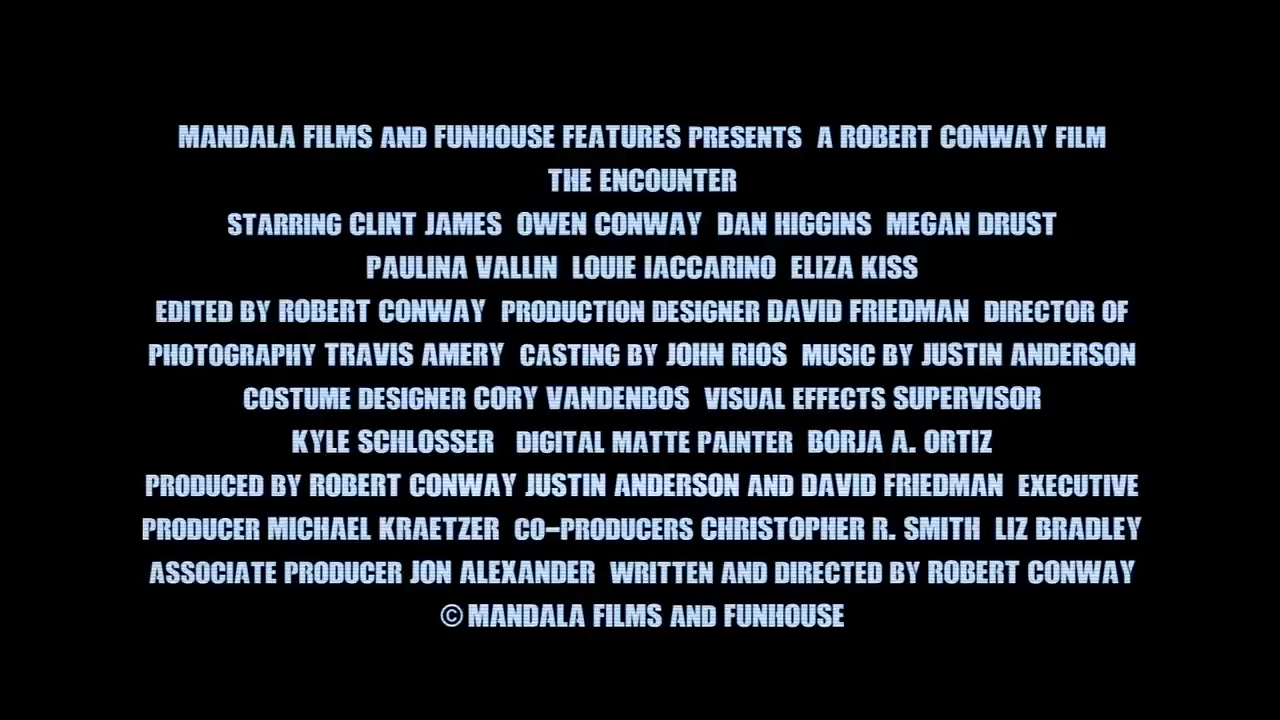 MANDALA FILMS AND FUNHOUSE FEATURES PRESENTS A ROBERT CONWAY FILM
THE ENCOUNTER
STARRING CLINT JAMES OWEN CONWAY DAN HIGGINS MEGAN DRUST
PAULINA VALLIN LOUIE IACCARINO ELIZA KISS
EDITED BY ROBERT CONWAY PRODUCTION DESIGNER DAVID FRIEDMAN DIRECTOR OF
PHOTOGRAPHY TRAVIS AMERY CASTING BY JOHN RIOS MUSIC BY JUSTIN ANDERSON
COSTUME DESIGNER CORY VANDENBOS VISUAL EFFECTS SUPERVISOR
KYLE SCHLOSSER DIGITAL MATTE PAINTER BORJA A. ORTIZ
PRODUCED BY ROBERT CONWAY JUSTIN ANDERSON AND DAVID FRIEDMAN EXECUTIVE
PRODUCER MICHAEL KRAETZER CO-PRODUCERS CHRISTOPHER R. SMITH LIZ BRADLEY
ASSOCIATE PRODUCER JON ALEXANDER WRITTEN AND DIRECTED BY ROBERT CONWAY
© MANDALA FILMS AND FUNHOUSE